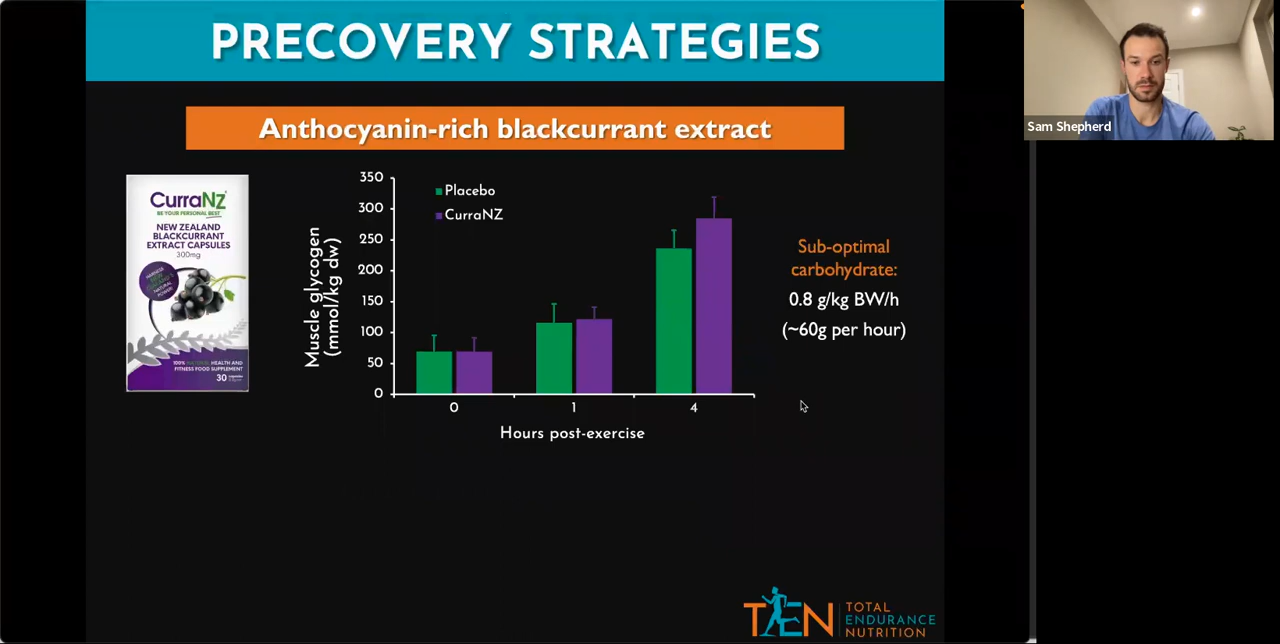 PRECOVERY STRATEGIES
Sam Shepherd
Anthocyanin-rich blackcurrant extract
CurraNZ
BE YOUR PERSONAL BEST
NEW ZEALAND
BLACKCURRANT
EXTRACT CAPSULES
300mg
HEALTH AND
FITNESS FOOD SUPPLEMENT
30
Muscle glycogen
(mmol/kg dw)
350
300
250
200
150
100
50
0
Placebo
CurraNZ
0
1
4
Hours post-exercise
Sub-optimal
carbohydrate:
0.8 g/kg BW/h
(~60g per hour)
TEN
TOTAL
ENDURANCE
NUTRITION